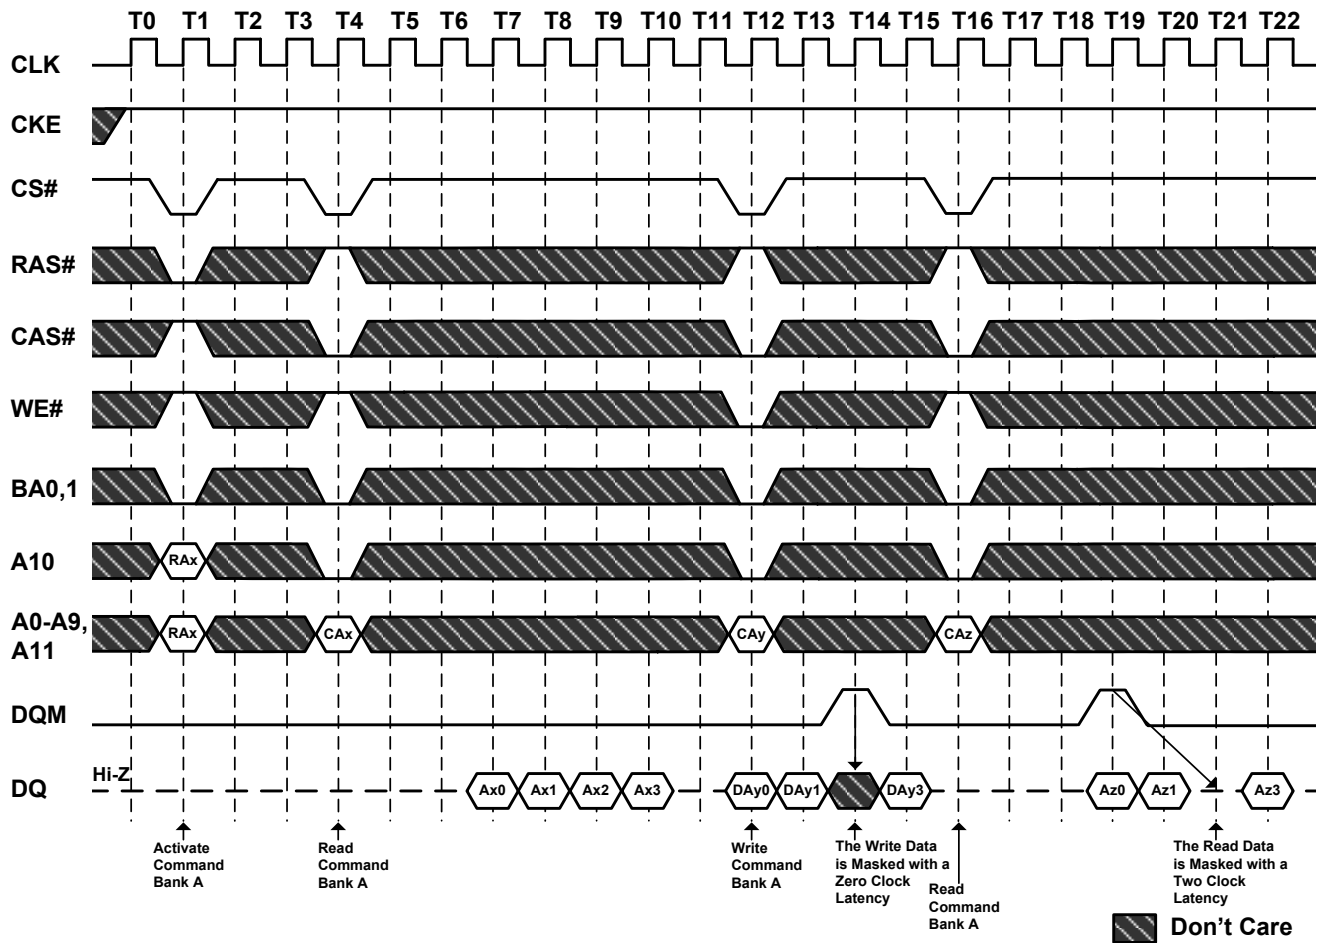 T0 T1 T2 T3 T4 T5 T6 T7 T8 T9 T10 T11 T12 T13 T14 T15 T16 T17 T18 T19 T20 T21 T22
CLK
CKE
CS#
RAS#
CAS#
WE#
BA0,1
A10
RAx
A0-A9,
A11
RAx CAx CAy CAz
DQM
DQ
Hi-Z
Ax0 Ax1 Ax2 Ax3 DAy0 DAy1 DAy3 Az0 Az1 Az3
Activate
Command
Bank A
Read
Command
Bank A
Write
Command
Bank A
The Write Data
is Masked with a
Zero Clock
Latency
Read
Command
Bank A
The Read Data
is Masked with a
Two Clock
Latency
Don't Care